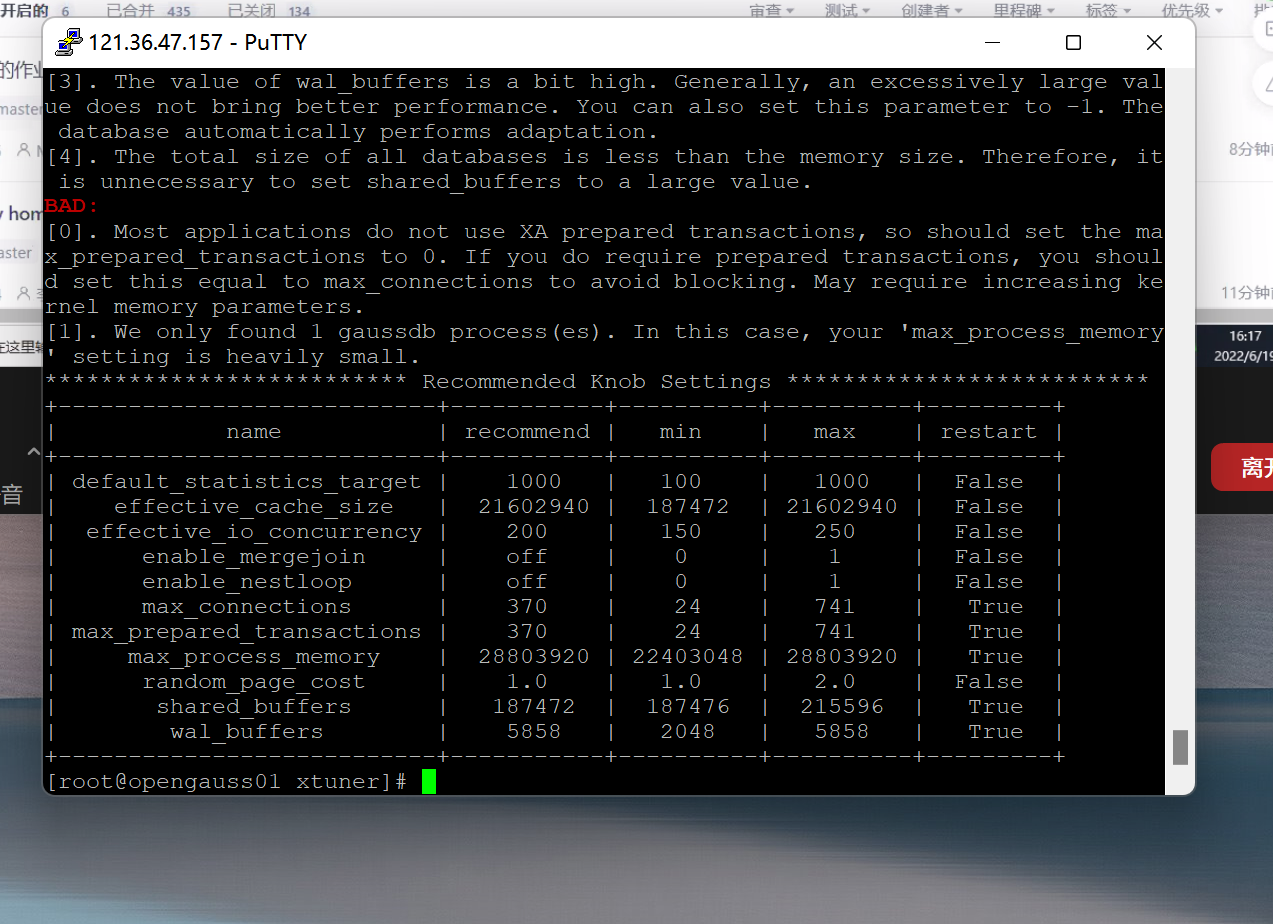 开启的 6 已合并 435 已关闭 134 审查 测试 创建者 里程碑 标签 优先级
121.36.47.157 - PuTTY
的作业
master
8分钟前
y hom
aster
11分钟前
在这里输
16:17
2022/6/19
离开
音
[3]. The value of wal_buffers is a bit high. Generally, an excessively large val
ue does not bring better performance. You can also set this parameter to -1. The
 database automatically performs adaptation.
[4]. The total size of all databases is less than the memory size. Therefore, it
 is unnecessary to set shared_buffers to a large value.
BAD:
[0]. Most applications do not use XA prepared transactions, so should set the ma
x_prepared_transactions to 0. If you do require prepared transactions, you shoul
d set this equal to max_connections to avoid blocking. May require increasing ke
rnel memory parameters.
[1]. We only found 1 gaussdb process(es). In this case, your 'max_process_memory
' setting is heavily small.
************************** Recommended Knob Settings **************************
+---------------------------+-----------+----------+----------+---------+
| name | recommend | min | max | restart |
+---------------------------+-----------+----------+----------+---------+
| default_statistics_target | 1000 | 100 | 1000 | False |
| effective_cache_size | 21602940 | 187472 | 21602940 | False |
| effective_io_concurrency | 200 | 150 | 250 | False |
| enable_mergejoin | off | 0 | 1 | False |
| enable_nestloop | off | 0 | 1 | False |
| max_connections | 370 | 24 | 741 | True |
| max_prepared_transactions | 370 | 24 | 741 | True |
| max_process_memory | 28803920 | 22403048 | 28803920 | True |
| random_page_cost | 1.0 | 1.0 | 2.0 | False |
| shared_buffers | 187472 | 187476 | 215596 | True |
| wal_buffers | 5858 | 2048 | 5858 | True |
+---------------------------+-----------+----------+----------+---------+
[root@opengauss01 xtuner]#